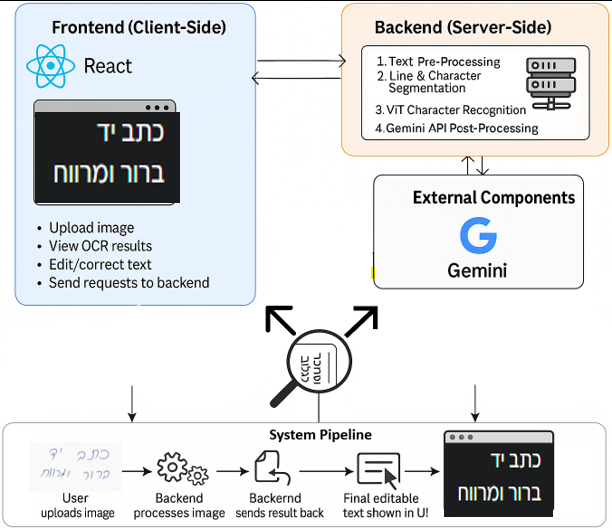 Frontend (Client-Side)
React
כתב יד
ברור ומרווח
• Upload image
• View OCR results
• Edit/correct text
• Send requests to backend
Backend (Server-Side)
1. Text Pre-Processing
2. Line & Character
Segmentation
3. ViT Character Recognition
4. Gemini API Post-Processing
External Components
G
Gemini
System Pipeline
כתב יד
ברור ומרווח
User
uploads image
Backend
processes image
Backernd
sends result back
Final editable
text shown in U!
כתב יד
ברור ומרווח